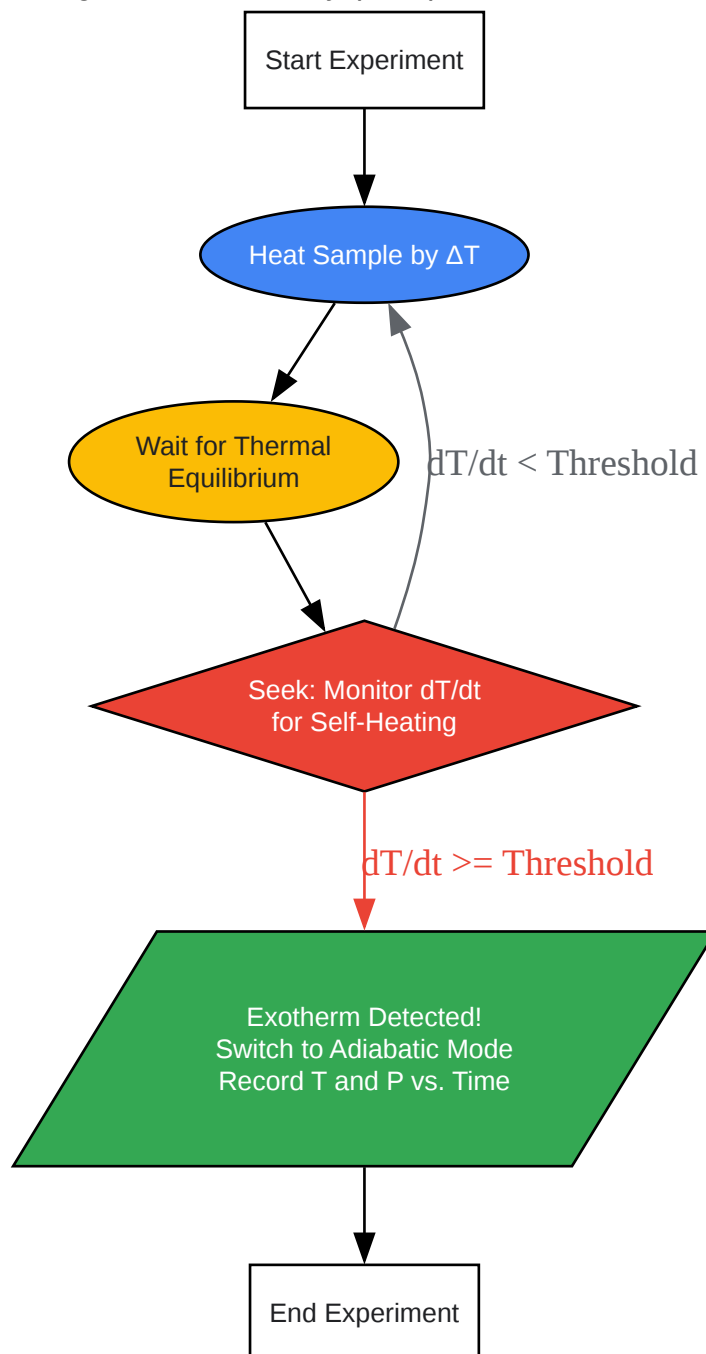 Start Experiment
Heat Sample by ΔT
Wait for Thermal
Equilibrium
dT/dt < Threshold
Seek: Monitor dT/dt
for Self-Heating
dT/dt >= Threshold
Exotherm Detected!
Switch to Adiabatic Mode
Record T and P vs. Time
End Experiment